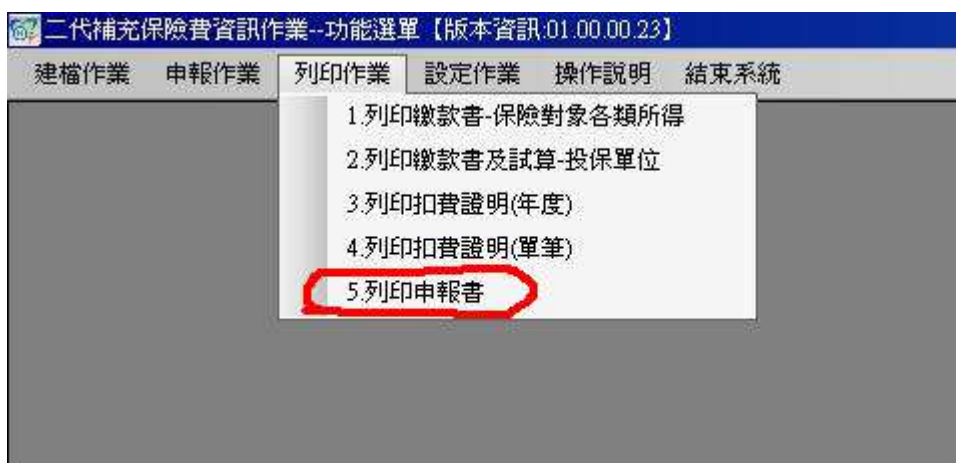 二代補充保險費資訊作業--功能選單【版本資訊:01.00.00.23】
建檔作業 申報作業 列印作業 設定作業 操作說明 結束系統
1.列印繳款書-保險對象各類所得
2.列印繳款書及試算-投保單位
3.列印扣費證明(年度)
4.列印扣費證明(單筆)
5.列印申報書